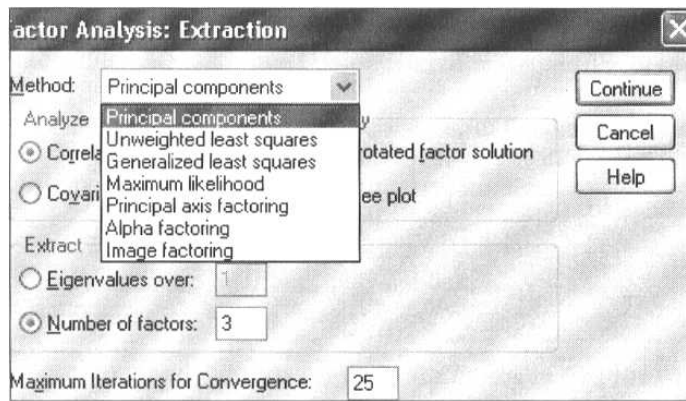 actor Analysis: Extraction
Method: Principal components
Continue
Analyze
Principal components
y
Unweighted least squares
Cancel
Correla
Generalized least squares
rotated factor solution
Maximum likelihood
Help
Covari
Principal axis factoring
ee plot
Alpha factoring
Extract
Image factoring
Eigenvalues over: 1
Number of factors: 3
Maximum Iterations for Convergence: 25